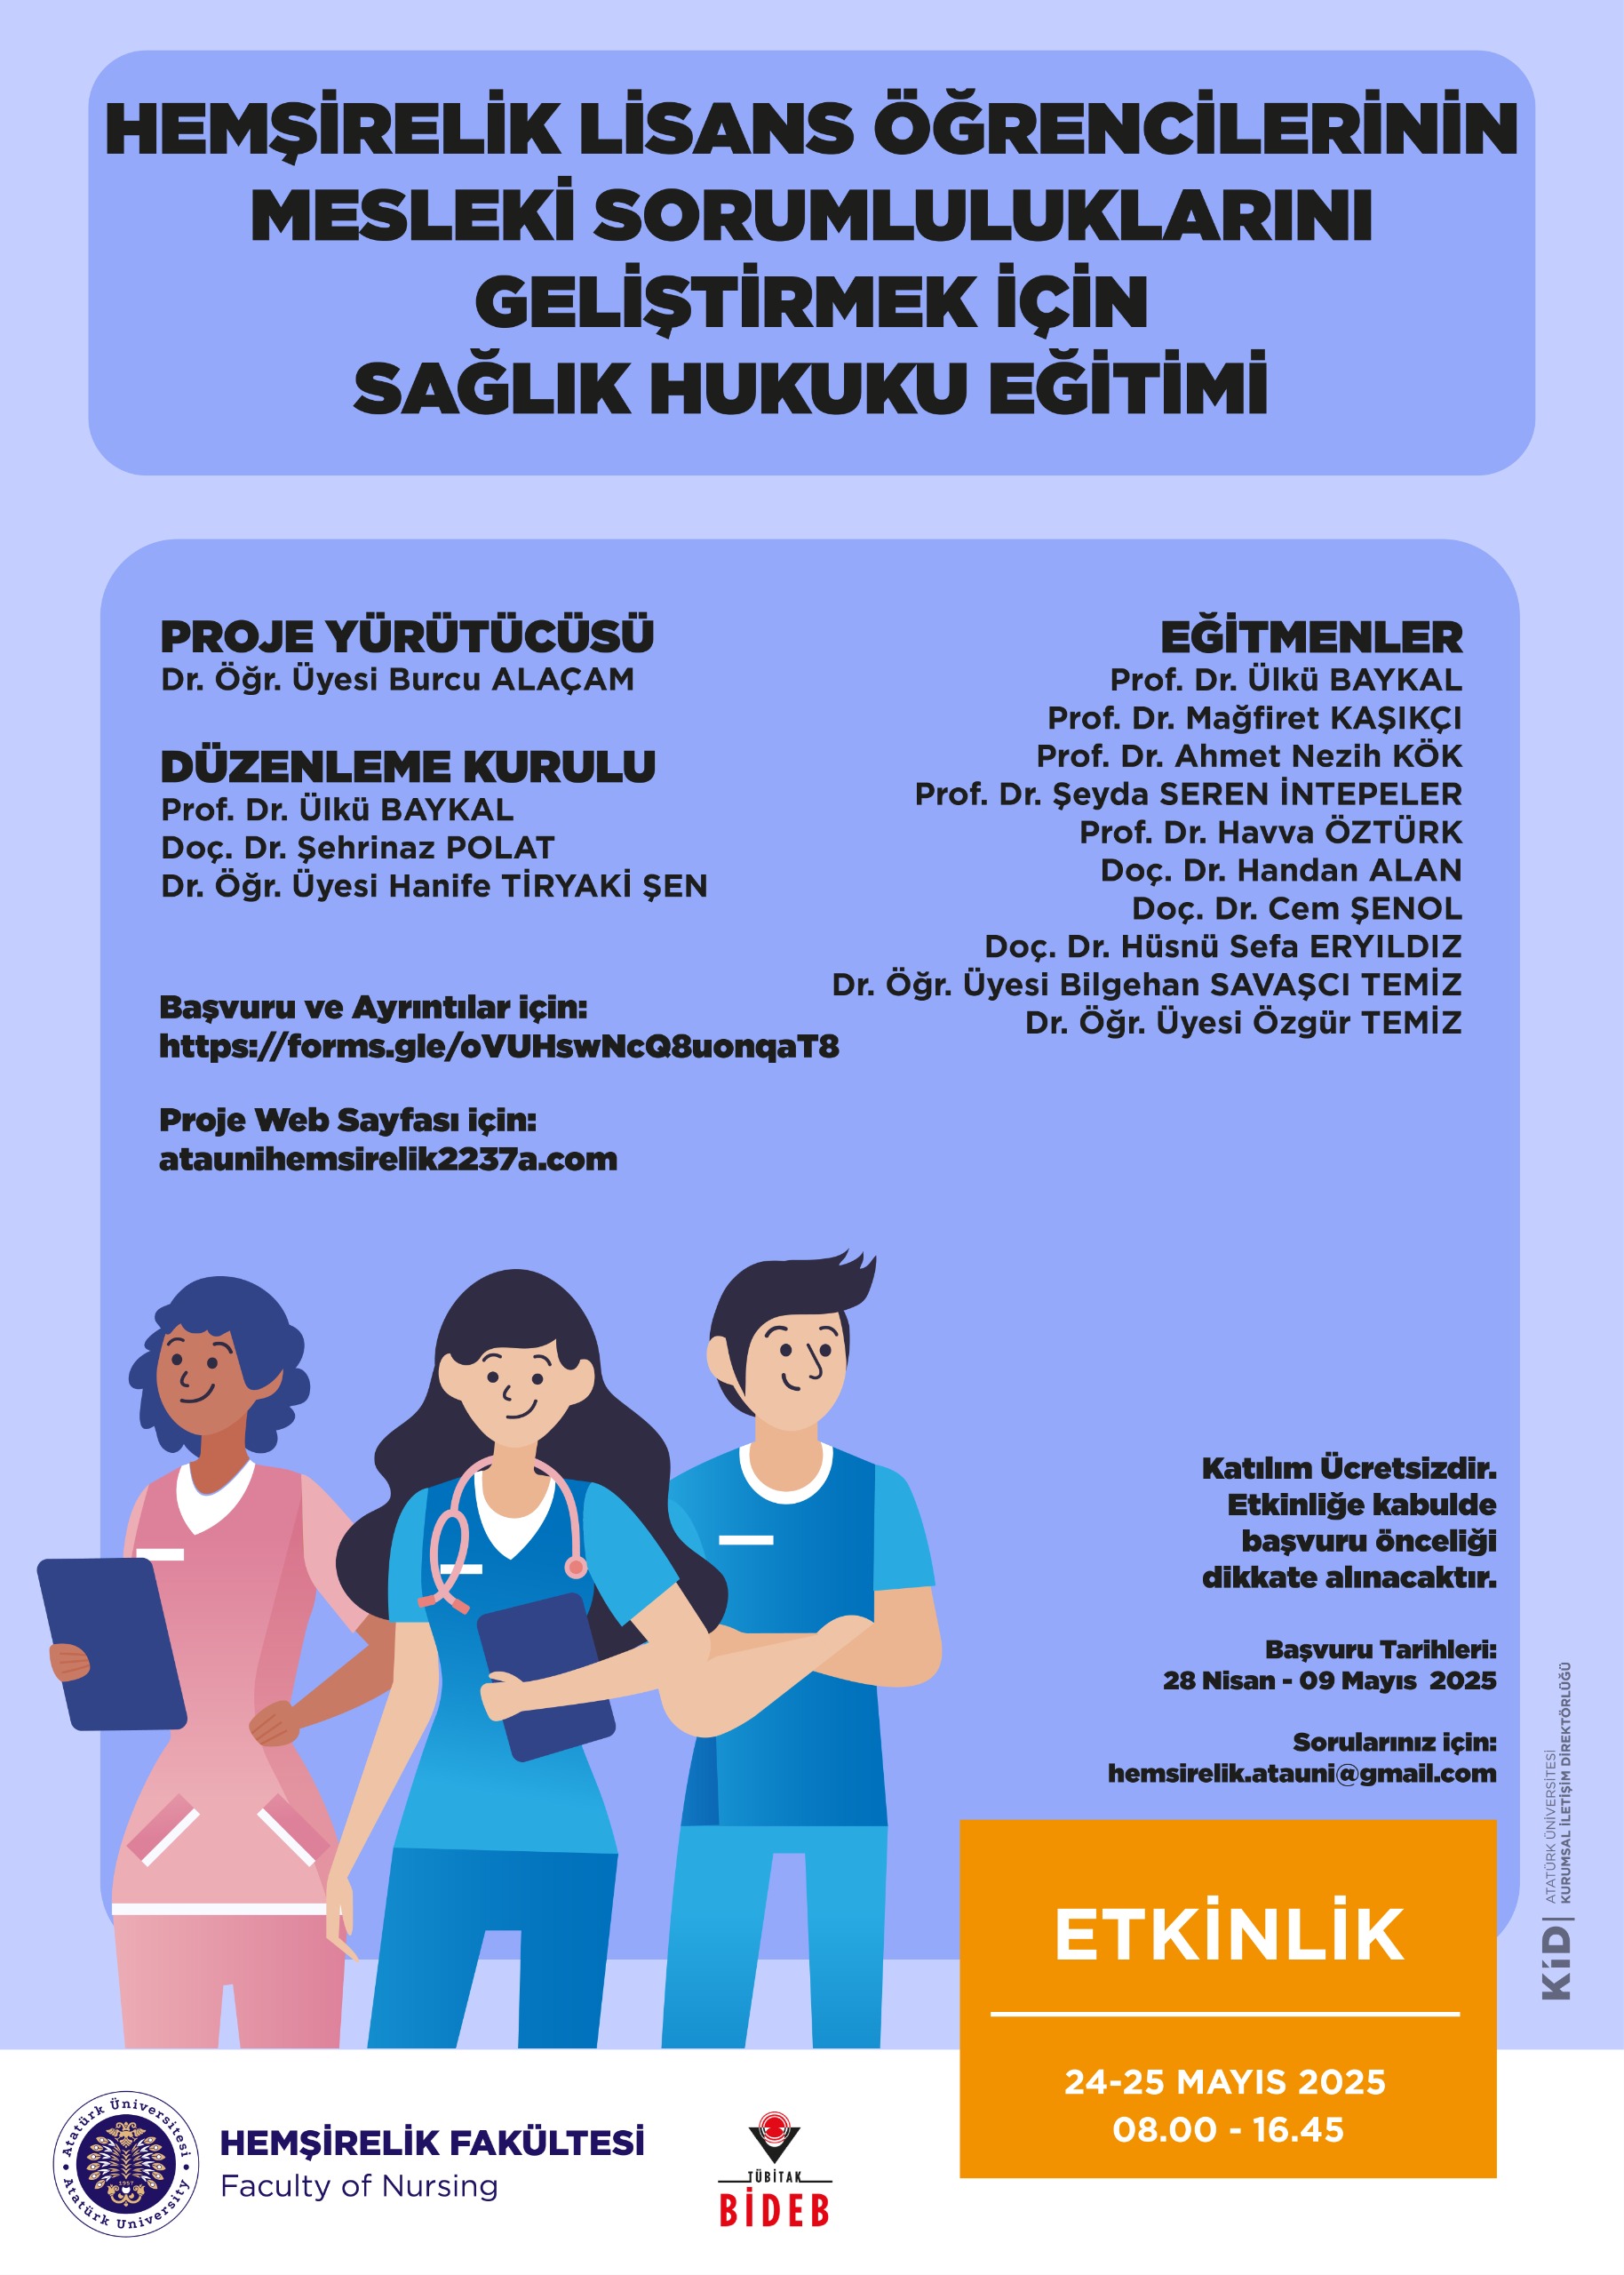 HEMŞİRELİK LİSANS ÖĞRENCİLERİNİN
MESLEKİ SORUMLULUKLARINI
GELİŞTİRMEK İÇİN
SAĞLIK HUKUKU EĞİTİMİ
PROJE YÜRÜTÜCÜSÜ
Dr. Öğr. Üyesi Burcu ALAÇAM
DÜZENLEME KURULU
Prof. Dr. Ülkü BAYKAL
Doç. Dr. Şehrinaz POLAT
Dr. Öğr. Üyesi Hanife TİRYAKİ ŞEN
Başvuru ve Ayrıntılar için:
https://forms.gle/oVUHswNcQ8uonqaT8
Proje Web Sayfası için:
ataunihemsirelik2237a.com
EĞİTMENLER
Prof. Dr. Ülkü BAYKAL
Prof. Dr. Mağfiret KAŞIKÇI
Prof. Dr. Ahmet Nezih KÖK
Prof. Dr. Şeyda SEREN İNTEPELER
Prof. Dr. Havva ÖZTÜRK
Doç. Dr. Handan ALAN
Doç. Dr. Cem ŞENOL
Doç. Dr. Hüsnü Sefa ERYILDIZ
Dr. Öğr. Üyesi Bilgehan SAVAŞCI TEMİZ
Dr. Öğr. Üyesi Özgür TEMİZ
Katılım Ücretsizdir.
Etkinliğe kabulde
başvuru önceliği
dikkate alınacaktır.
Başvuru Tarihleri:
28 Nisan - 09 Mayıs 2025
Sorularınız için:
hemsirelik.atauni@gmail.com
ETKİNLİK
24-25 MAYIS 2025
08.00 - 16.45
KİD
ATATÜRK ÜNİVERSİTESİ
KURUMSAL İLETİŞİM DİREKTÖRLÜĞÜ
Atatürk Üniversitesi
1957
Atatürk University
HEMŞİRELİK FAKÜLTESİ
Faculty of Nursing
TÜBİTAK
BİDEB